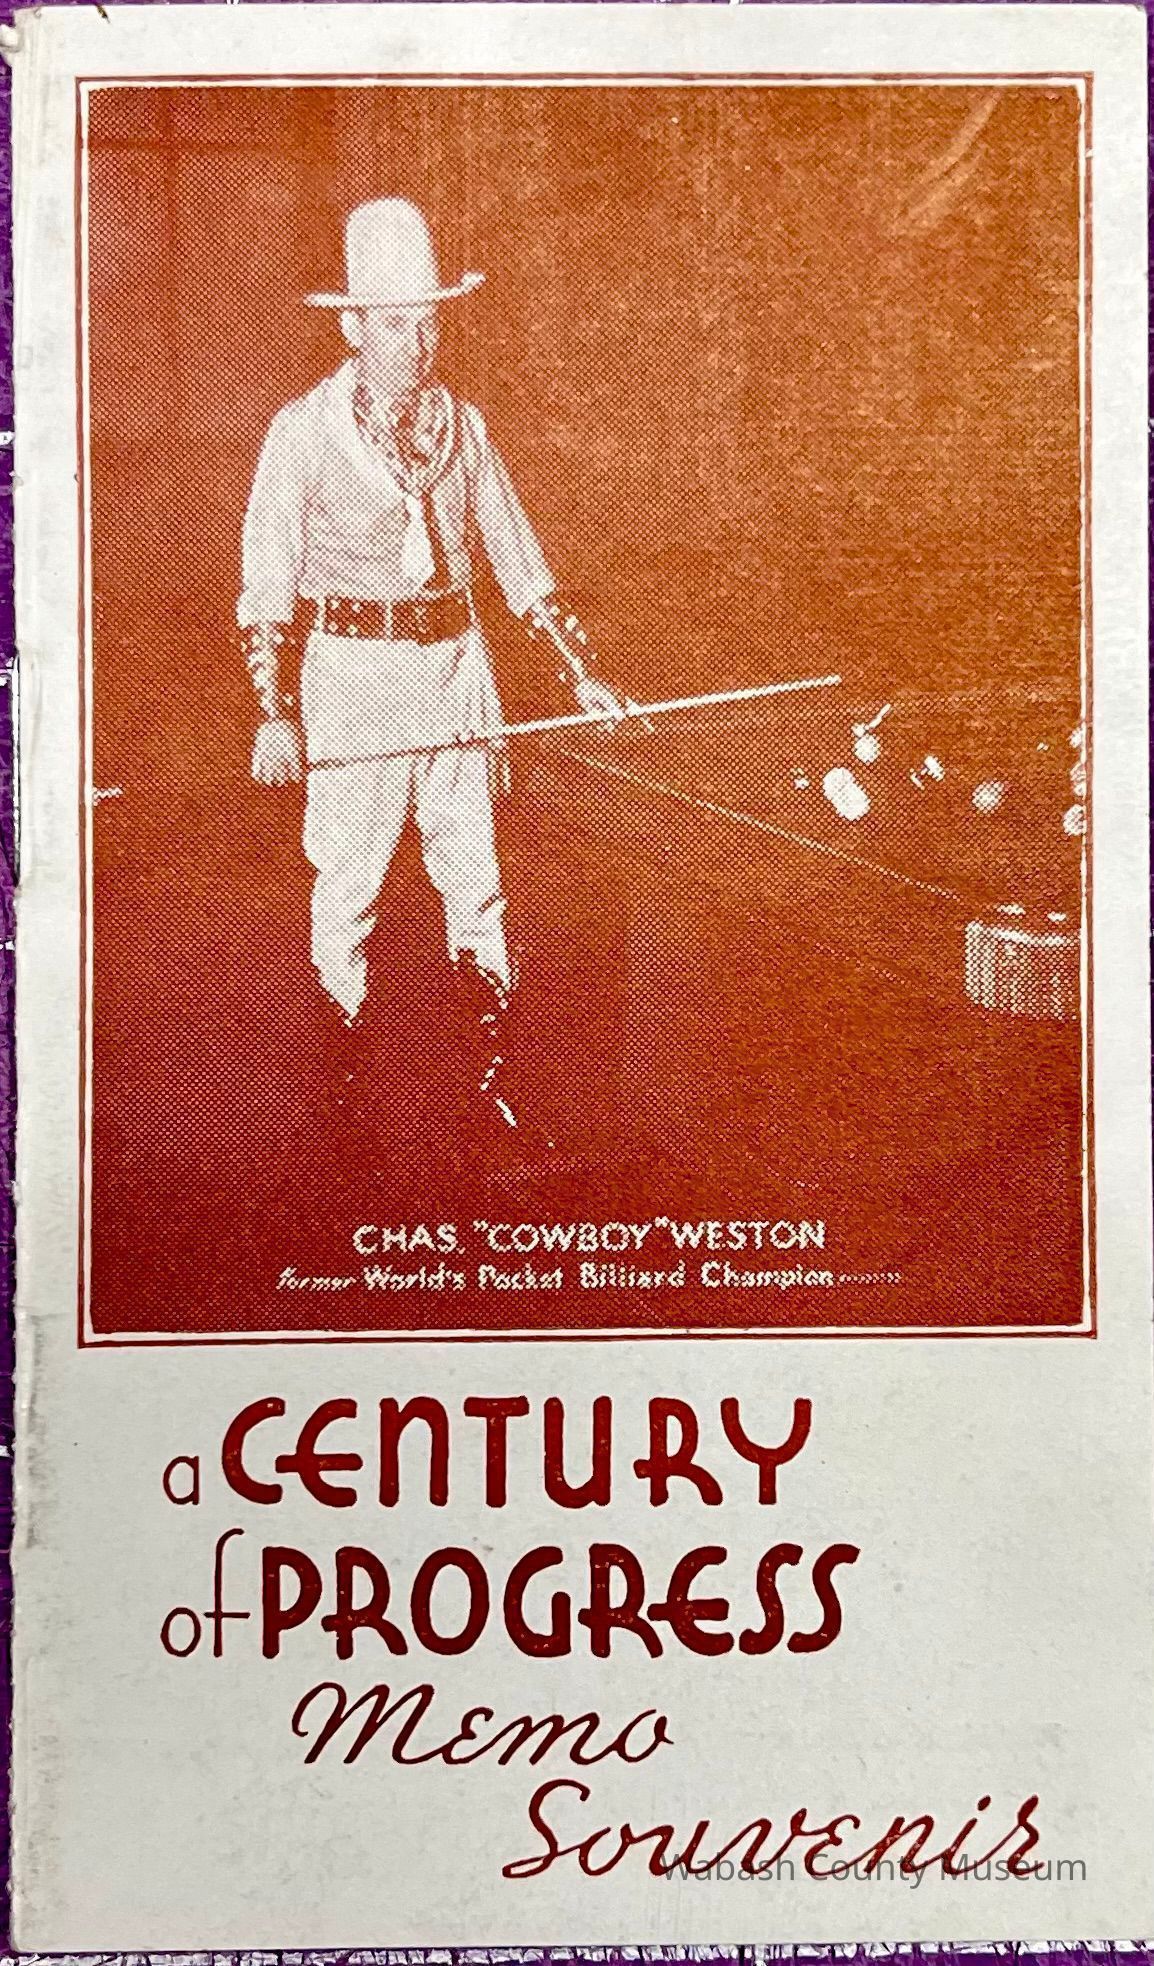 CHAS. "COWBOY" WESTON
former World's Pocket Billiard Champion
a CENTURY
of PROGRESS
Memo
Souvenir
Wabash County Museum